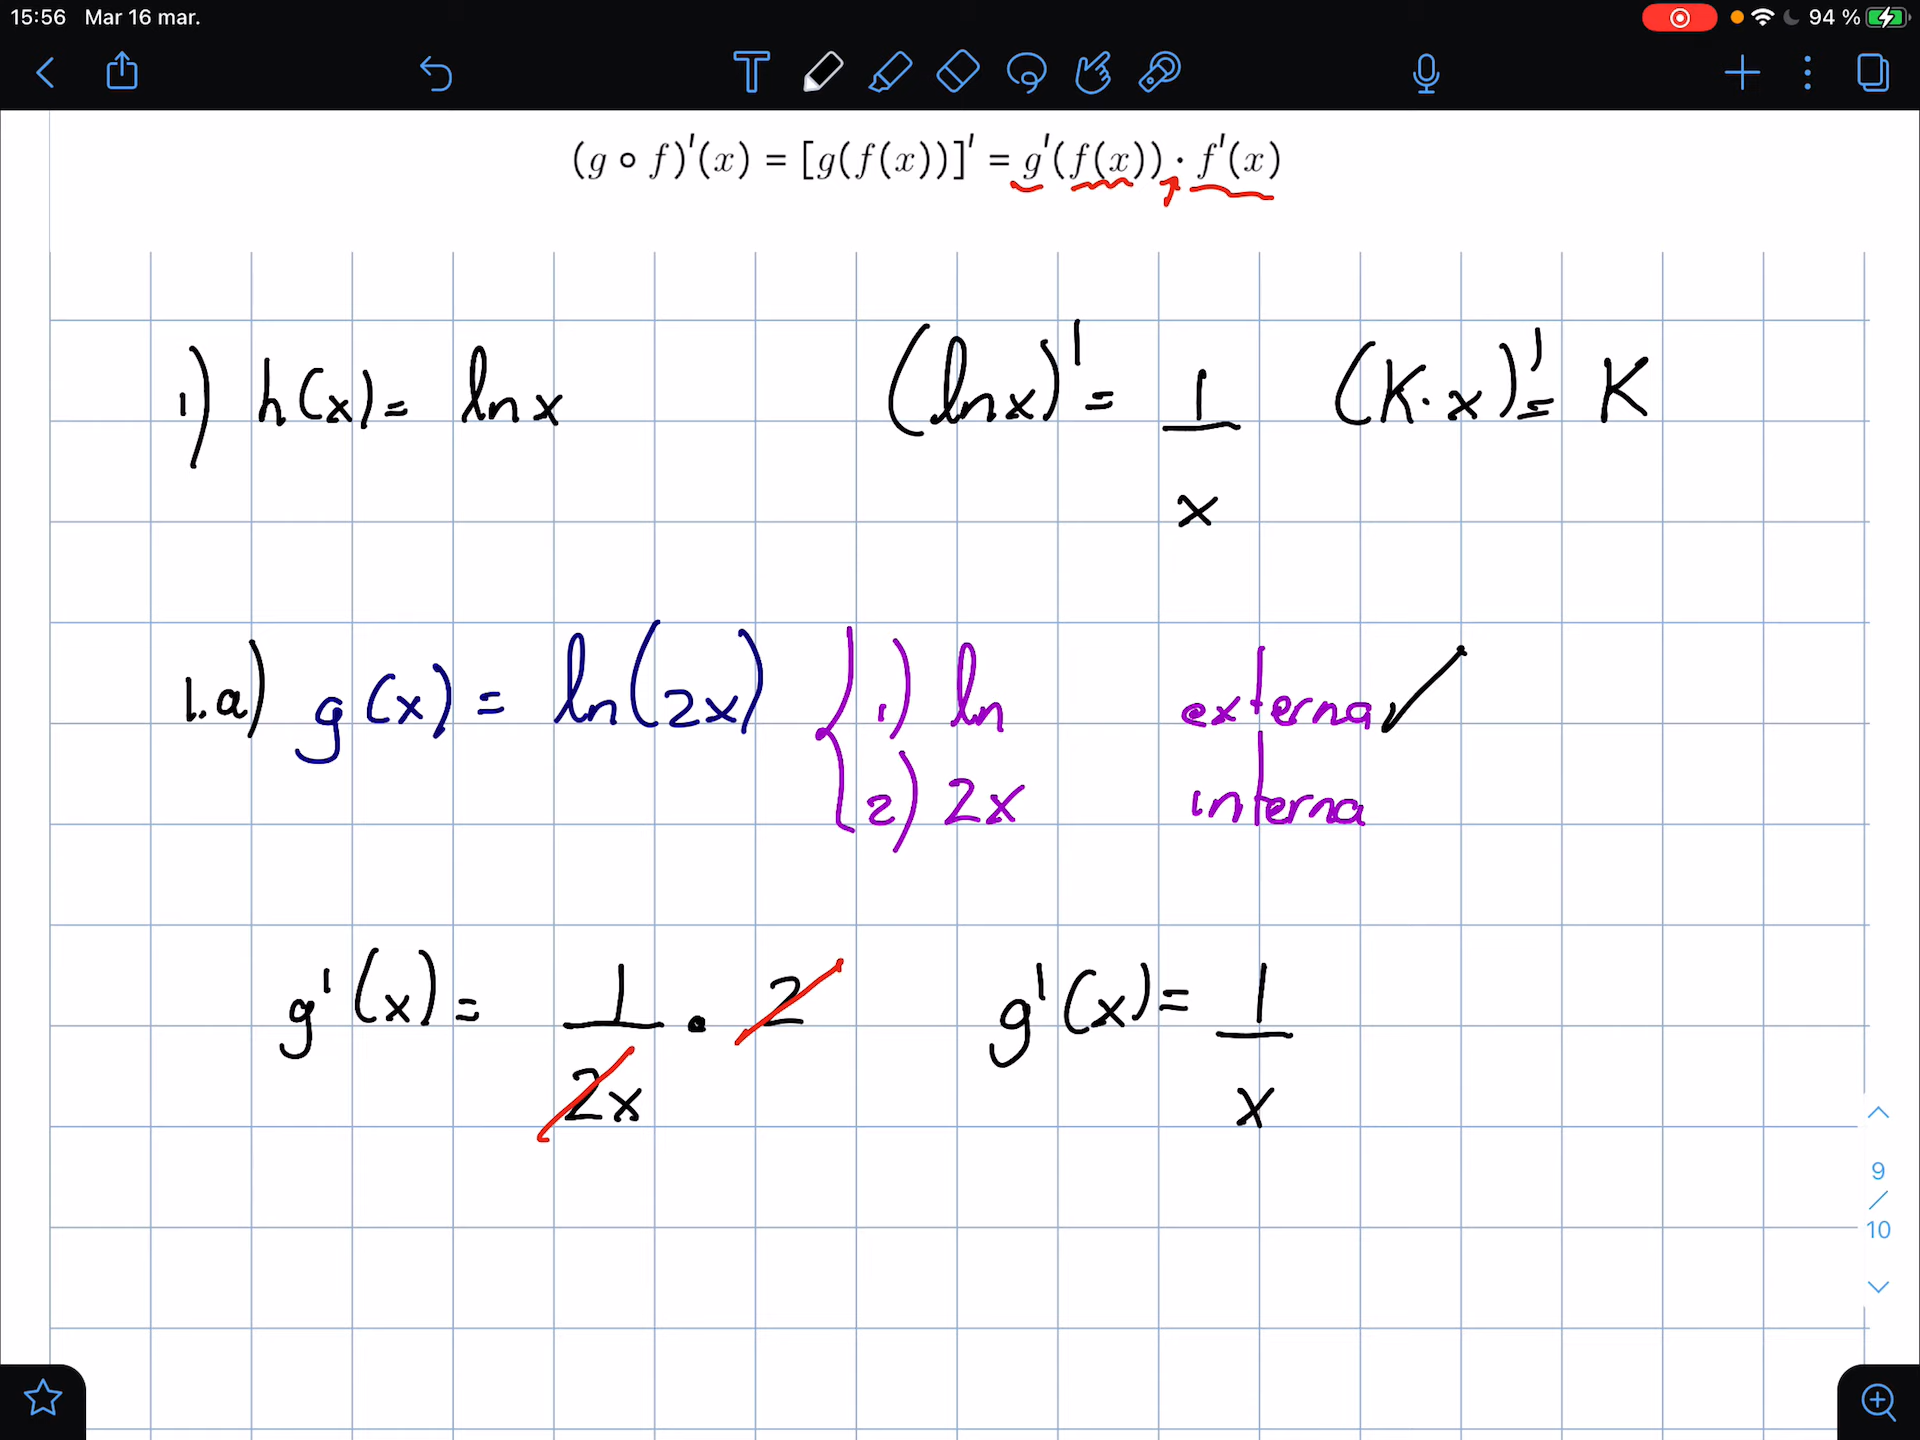 15:56 Mar 16 mar. 94 %
T
(g ∘ f)'(x) = [g(f(x))]' = g'(f(x)) · f'(x)
1) h(x) = ln x (ln x)' = 1/x (K·x)' = K
1.a) g(x) = ln(2x) { 1) ln externa ✓
2) 2x interna
g'(x) = 1/2x · 2 g'(x) = 1/x
9
/
10